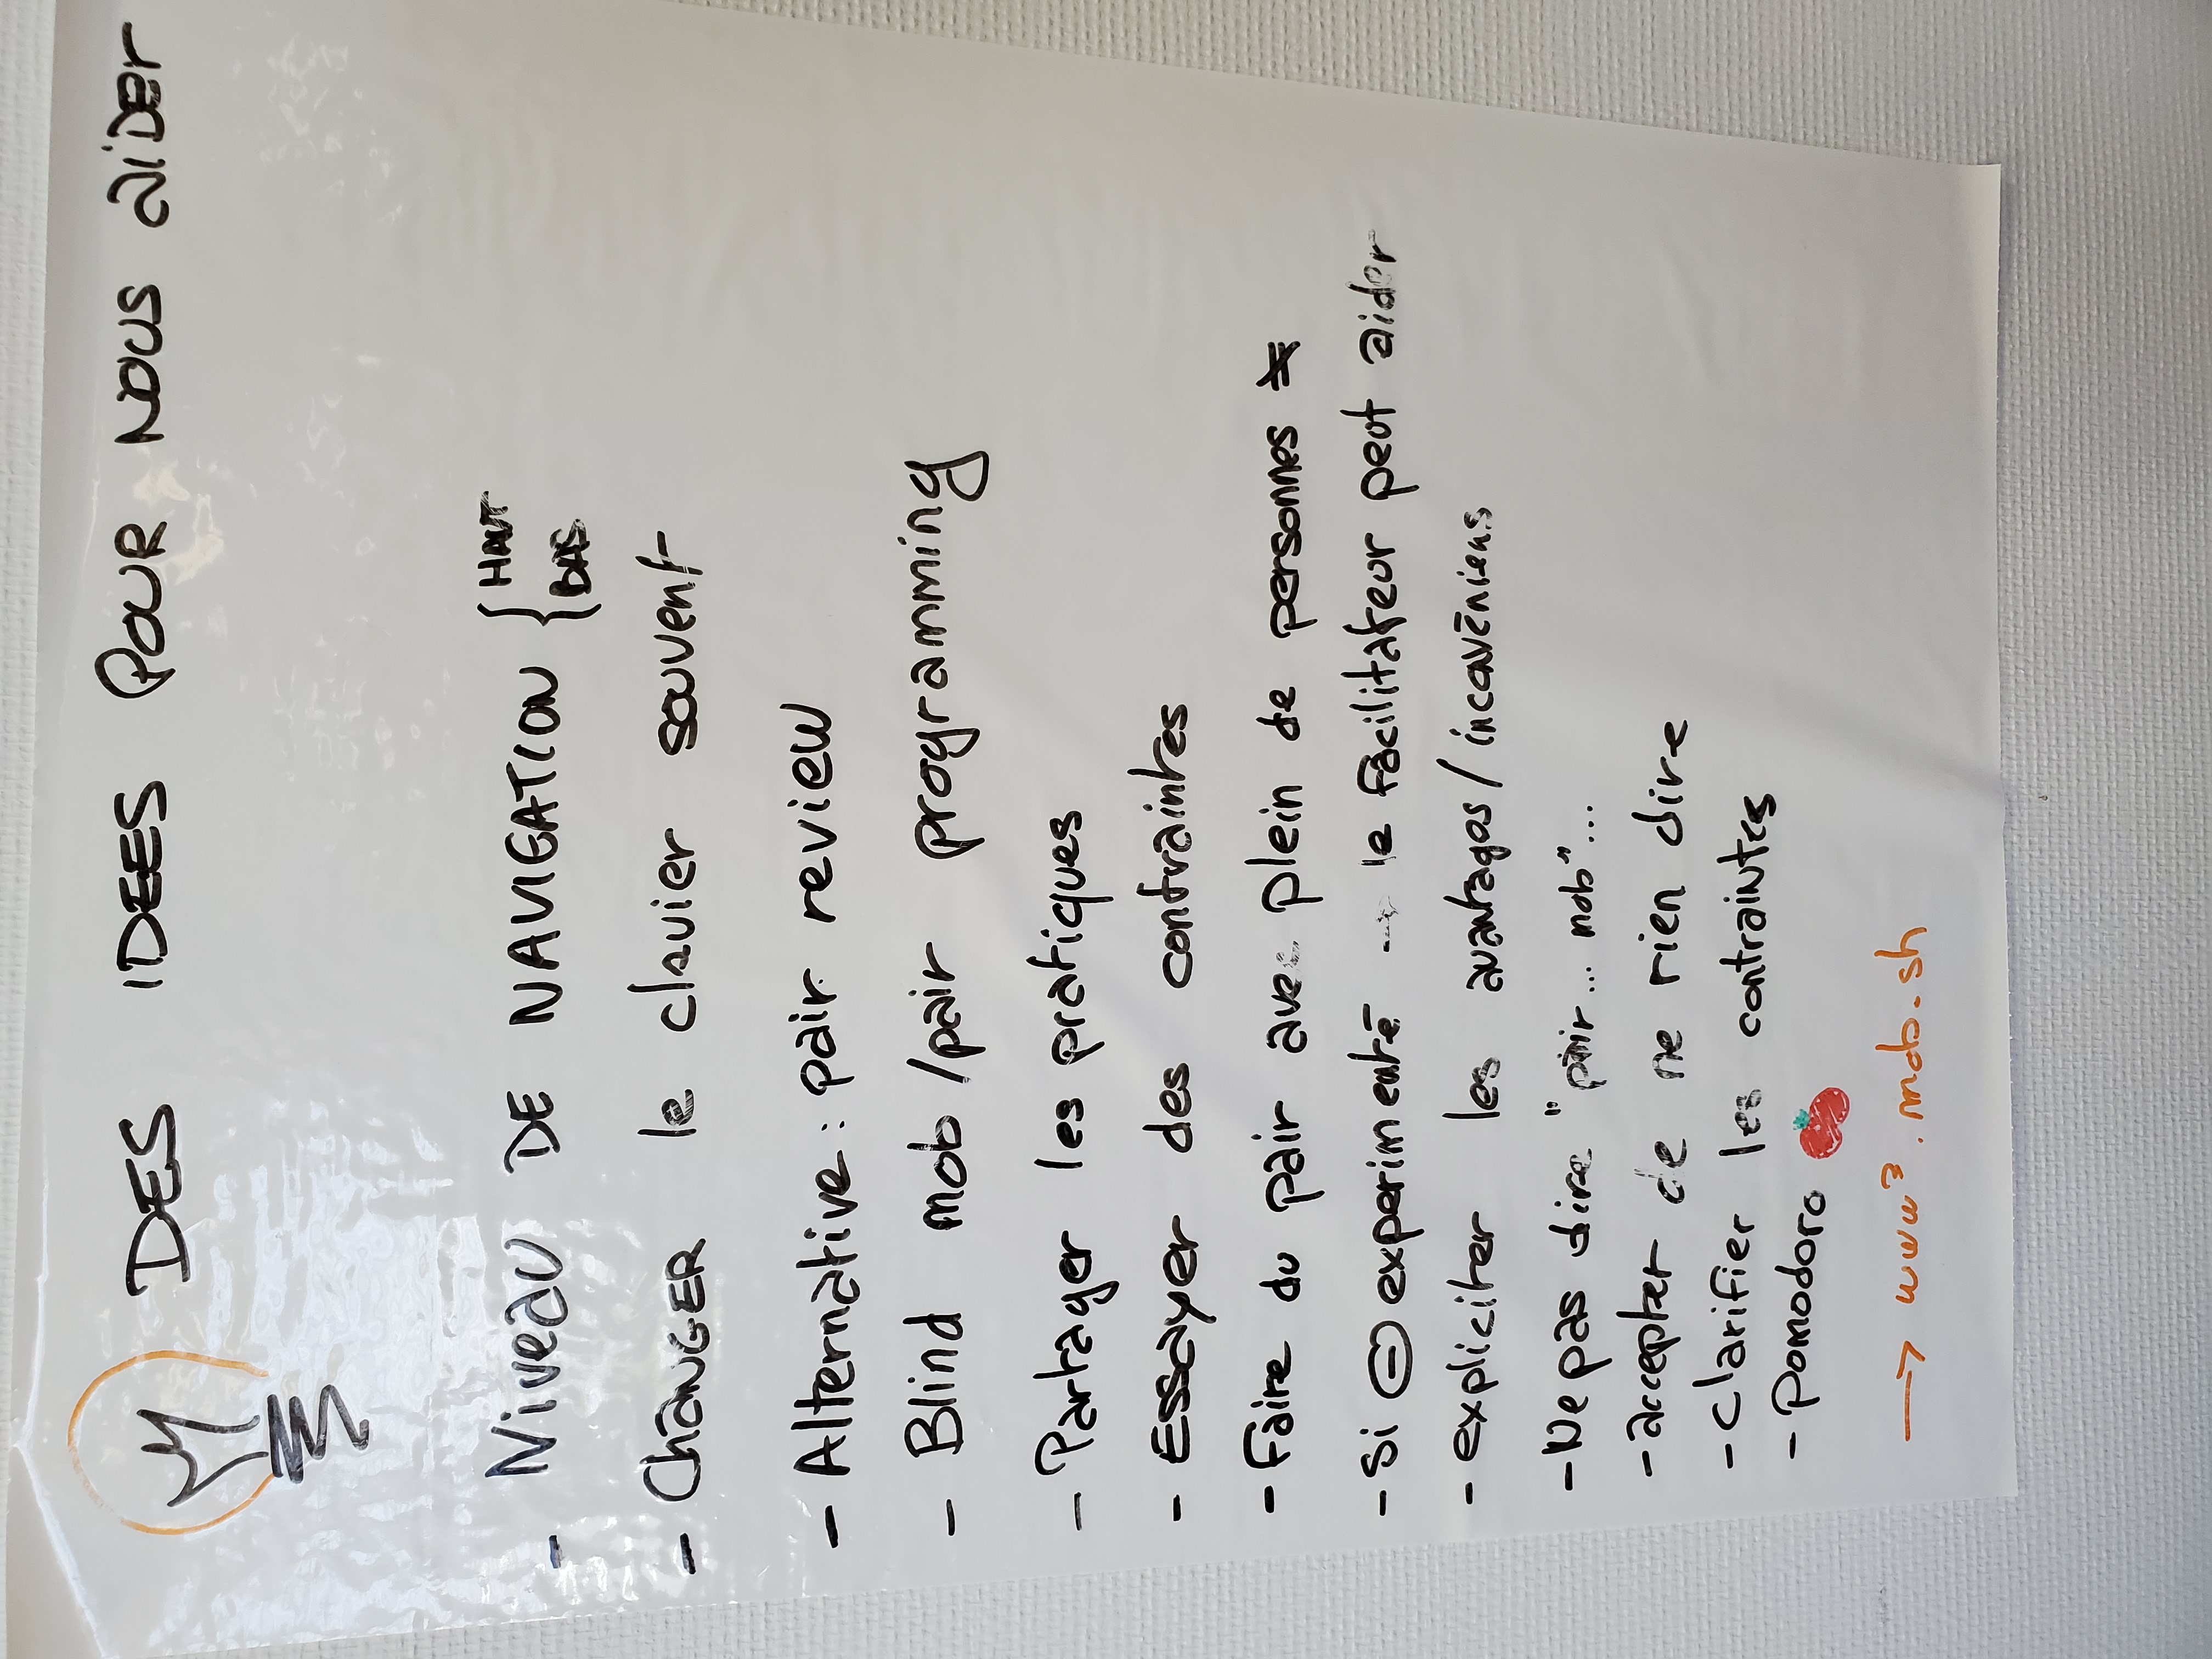 DES IDEES POUR NOUS aiDEr
- Niveau DE NAVIGATION { HAUT
BAS
- ChaNGER le clavier souvent
- Alternative : pair review
- Blind mob /pair programming
- Partager les pratiques
- Essayer des contraintes
- Faire du pair avec plein de personnes ≠
- Si ⊖ experimenté → le facilitateur peut aider
- expliciter les avantages / inconvéniens
- Ne pas dire "pair... mob"...
- accepter de ne rien dire
- Clarifier les contraintes
- Pomodoro
→ www³.mob.sh